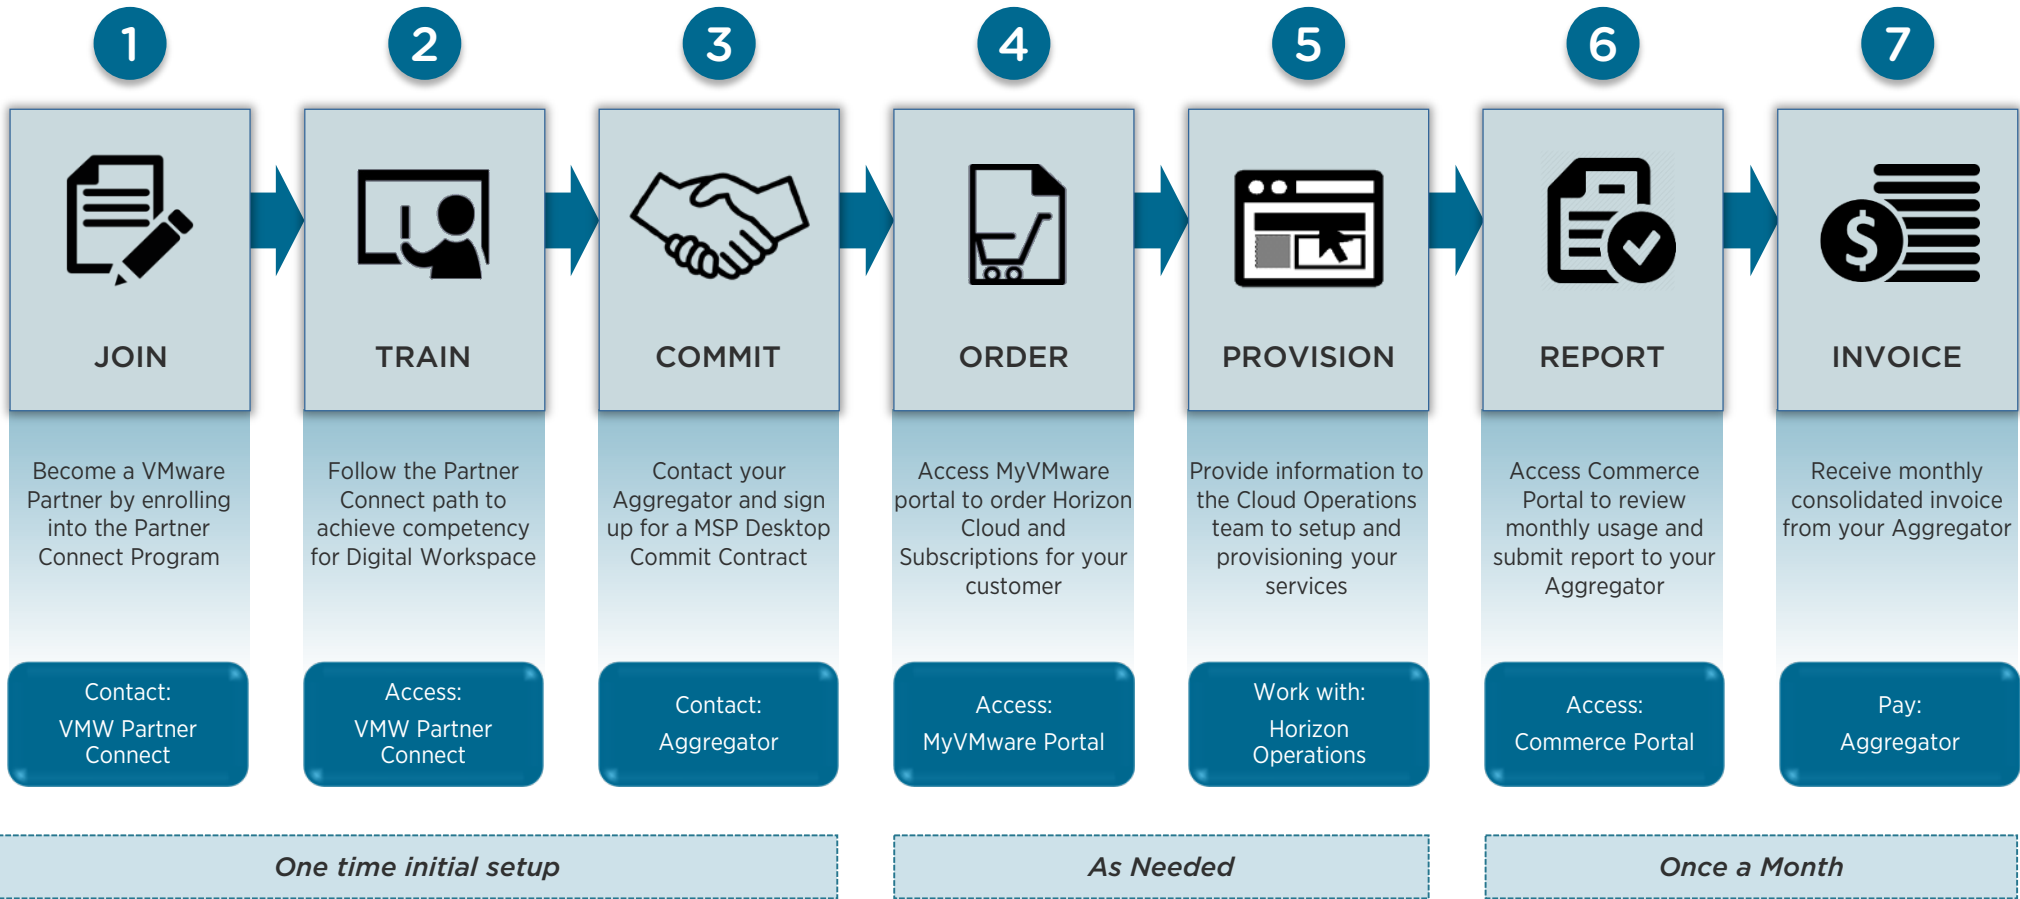 1
2
3
4
5
6
7
JOIN
TRAIN
COMMIT
ORDER
PROVISION
REPORT
$
INVOICE
Become a VMware
Partner by enrolling
into the Partner
Connect Program
Follow the Partner
Connect path to
achieve competency
for Digital Workspace
Contact your
Aggregator and sign
up for a MSP Desktop
Commit Contract
Access MyVMware
portal to order Horizon
Cloud and
Subscriptions for your
customer
Provide information to
the Cloud Operations
team to setup and
provisioning your
services
Access Commerce
Portal to review
monthly usage and
submit report to your
Aggregator
Receive monthly
consolidated invoice
from your Aggregator
Contact:
VMW Partner
Connect
Access:
VMW Partner
Connect
Contact:
Aggregator
Access:
MyVMware Portal
Work with:
Horizon
Operations
Access:
Commerce Portal
Pay:
Aggregator
One time initial setup
As Needed
Once a Month